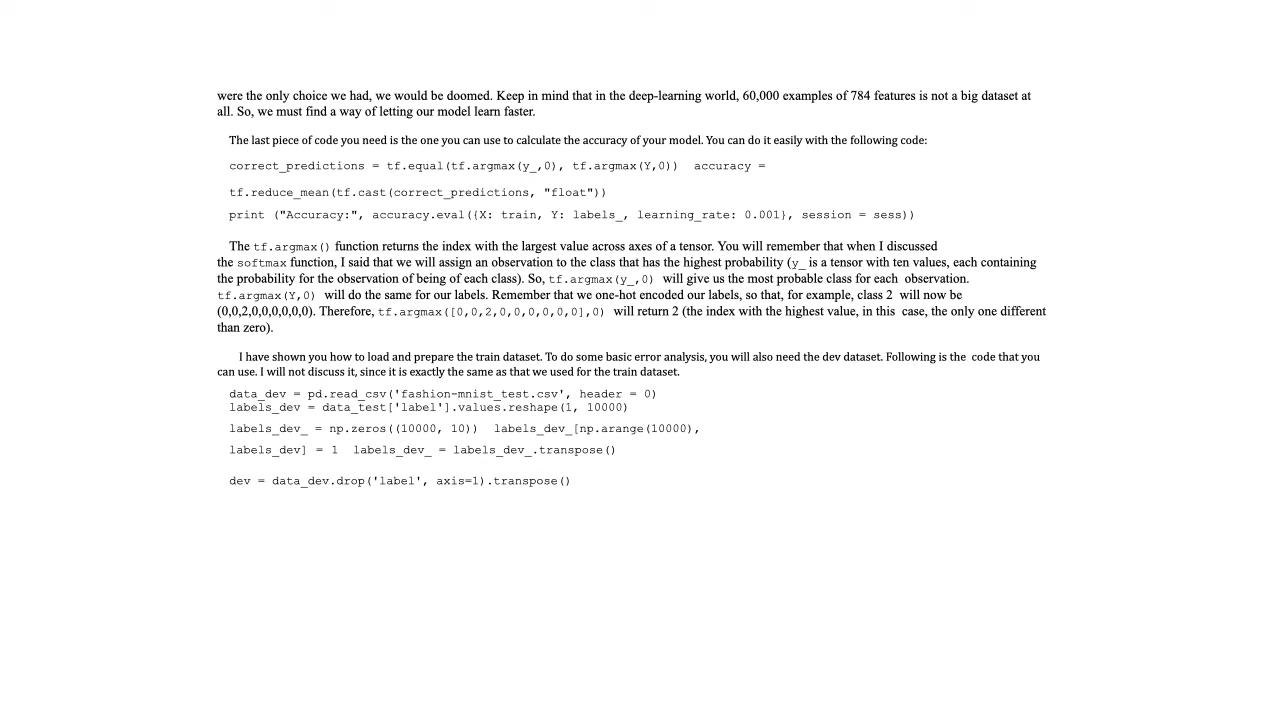 were the only choice we had, we would be doomed. Keep in mind that in the deep-learning world, 60,000 examples of 784 features is not a big dataset at
all. So, we must find a way of letting our model learn faster.
The last piece of code you need is the one you can use to calculate the accuracy of your model. You can do it easily with the following code:
correct_predictions = tf.equal(tf.argmax(y_,0), tf.argmax(Y,0)) accuracy =
tf.reduce_mean(tf.cast(correct_predictions, "float"))
print ("Accuracy:", accuracy.eval({X: train, Y: labels_, learning_rate: 0.001}, session = sess))
The tf.argmax() function returns the index with the largest value across axes of a tensor. You will remember that when I discussed
the softmax function, I said that we will assign an observation to the class that has the highest probability (y_ is a tensor with ten values, each containing
the probability for the observation of being of each class). So, tf.argmax(y_,0) will give us the most probable class for each observation.
tf.argmax(Y,0) will do the same for our labels. Remember that we one-hot encoded our labels, so that, for example, class 2 will now be
(0,0,2,0,0,0,0,0,0). Therefore, tf.argmax([0,0,2,0,0,0,0,0,0],0) will return 2 (the index with the highest value, in this case, the only one different
than zero).
I have shown you how to load and prepare the train dataset. To do some basic error analysis, you will also need the dev dataset. Following is the code that you
can use. I will not discuss it, since it is exactly the same as that we used for the train dataset.
data_dev = pd.read_csv('fashion-mnist_test.csv', header = 0)
labels_dev = data_test['label'].values.reshape(1, 10000)
labels_dev_ = np.zeros((10000, 10)) labels_dev_[np.arange(10000),
labels_dev] = 1 labels_dev_ = labels_dev_.transpose()
dev = data_dev.drop('label', axis=1).transpose()